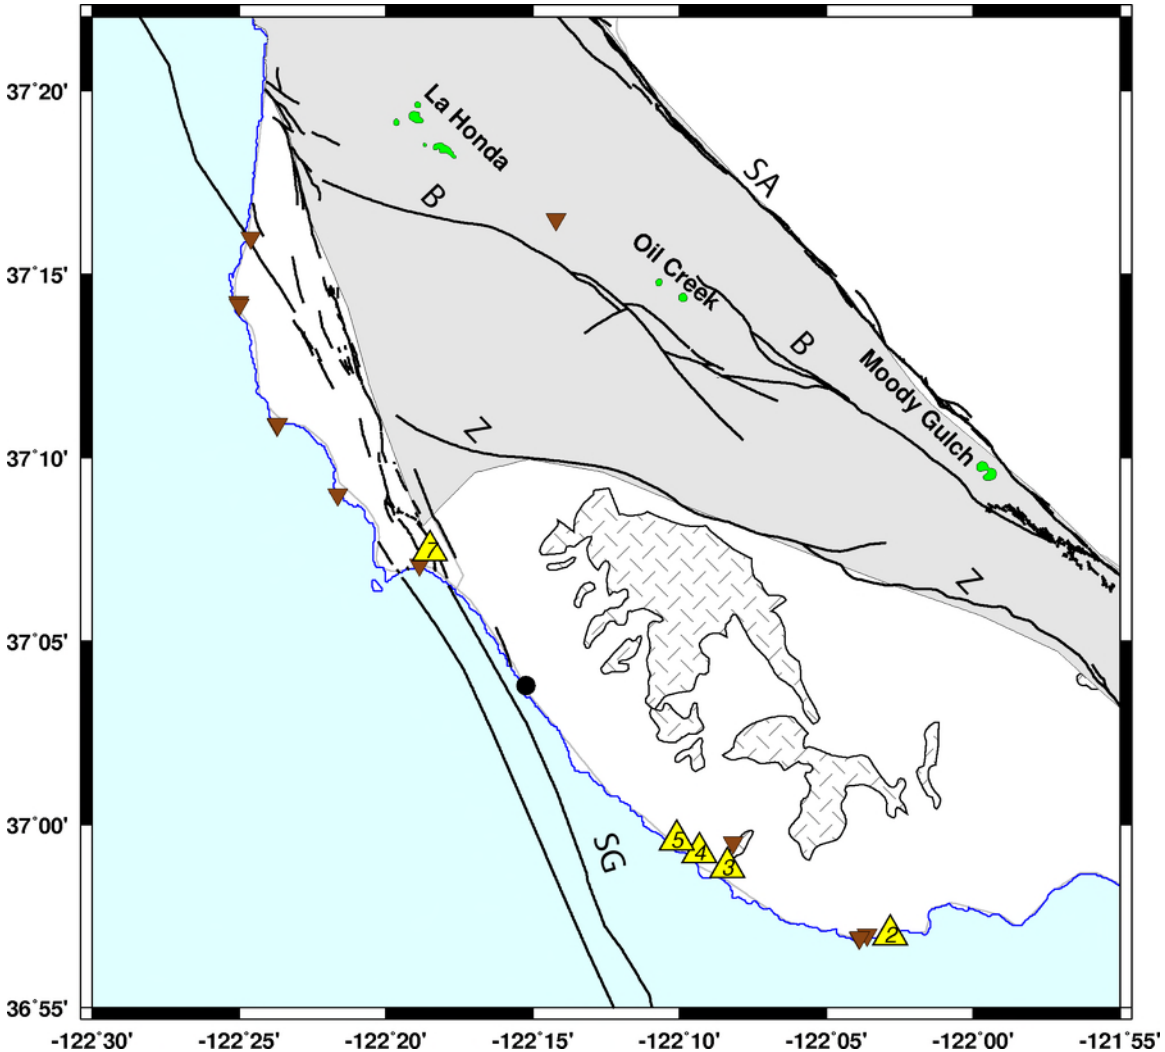 37°20'
La Honda
SA
B
Oil Creek
37°15'
B
Moody Gulch
Z
37°10'
7
Z
37°05'
37°00'
5
4
3
SG
2
36°55'
-122°30'
-122°25'
-122°20'
-122°15'
-122°10'
-122°05'
-122°00'
-121°55'